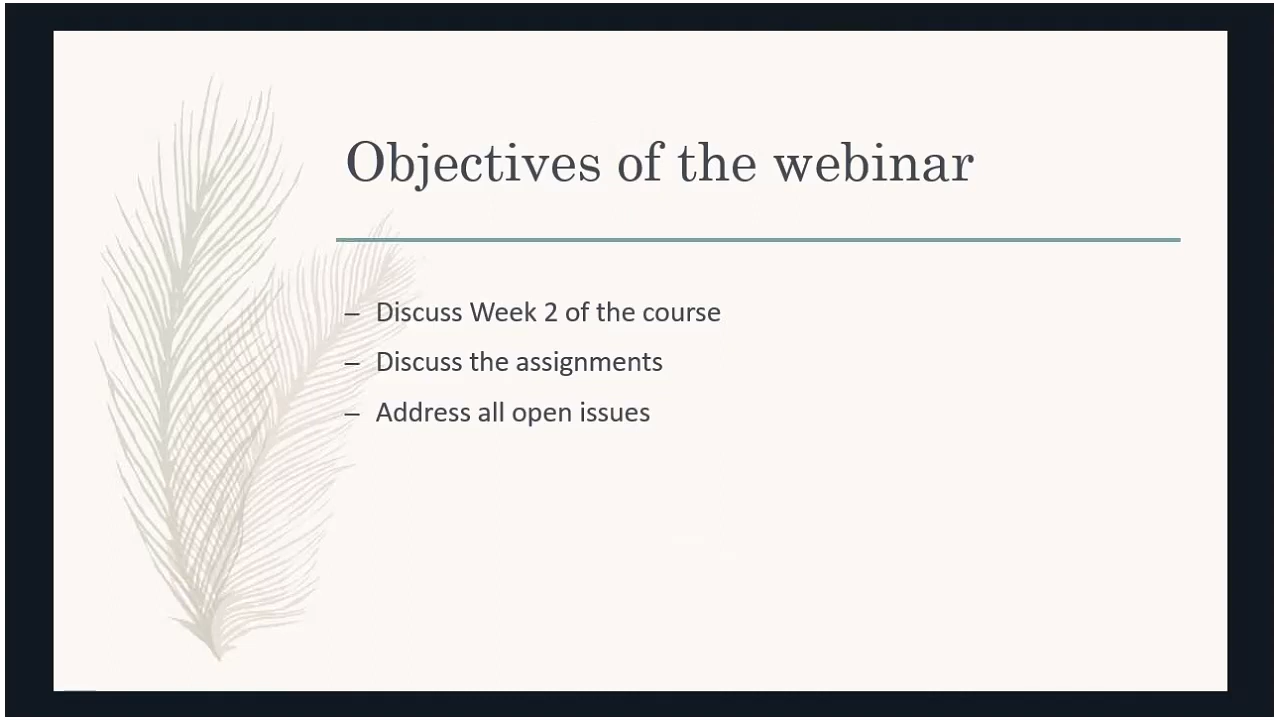 Objectives of the webinar
– Discuss Week 2 of the course
– Discuss the assignments
– Address all open issues